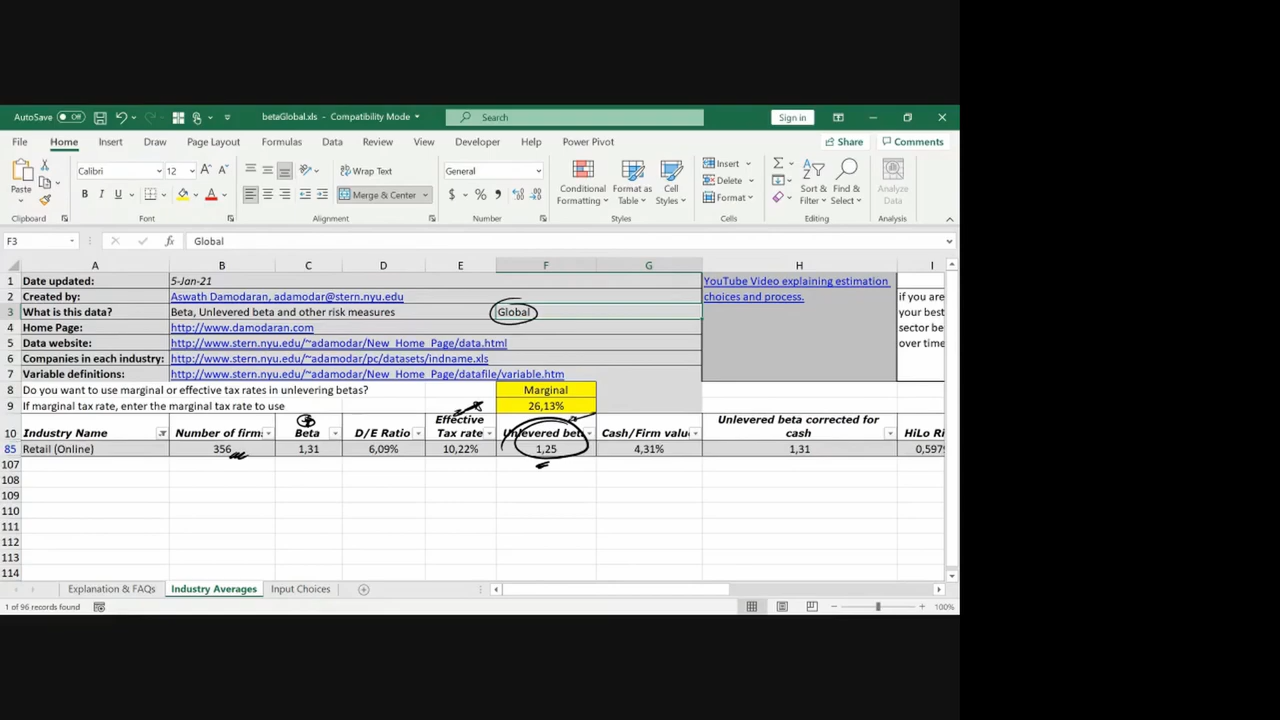 AutoSave Off betaGlobal.xls - Compatibility Mode Search Sign in
File Home Insert Draw Page Layout Formulas Data Review View Developer Help Power Pivot Share Comments
Paste Calibri 12 A A Wrap Text General Conditional Formatting Format as Table Cell Styles Insert Σ Sort & Filter Find & Select Analyze Data
B I U A Merge & Center $ % 9 Delete Format
Clipboard Font Alignment Number Styles Cells Editing Analysis
F3 fx Global
A B C D E F G H I
1 Date updated: 5-Jan-21 YouTube Video explaining estimation
2 Created by: Aswath Damodaran, adamodar@stern.nyu.edu choices and process. if you are
3 What is this data? Beta, Unlevered beta and other risk measures Global your best
4 Home Page: http://www.damodaran.com sector be
5 Data website: http://www.stern.nyu.edu/~adamodar/New_Home_Page/data.html over time
6 Companies in each industry: http://www.stern.nyu.edu/~adamodar/pc/datasets/indname.xls
7 Variable definitions: http://www.stern.nyu.edu/~adamodar/New_Home_Page/datafile/variable.htm
8 Do you want to use marginal or effective tax rates in unlevering betas? Marginal
9 If marginal tax rate, enter the marginal tax rate to use 26,13%
10 Industry Name Number of firms Beta D/E Ratio Effective Tax rate Unlevered beta Cash/Firm value Unlevered beta corrected for cash HiLo Ri
85 Retail (Online) 356 1,31 6,09% 10,22% 1,25 4,31% 1,31 0,597
107
108
109
110
111
112
113
114
Explanation & FAQs Industry Averages Input Choices
1 of 96 records found 100%